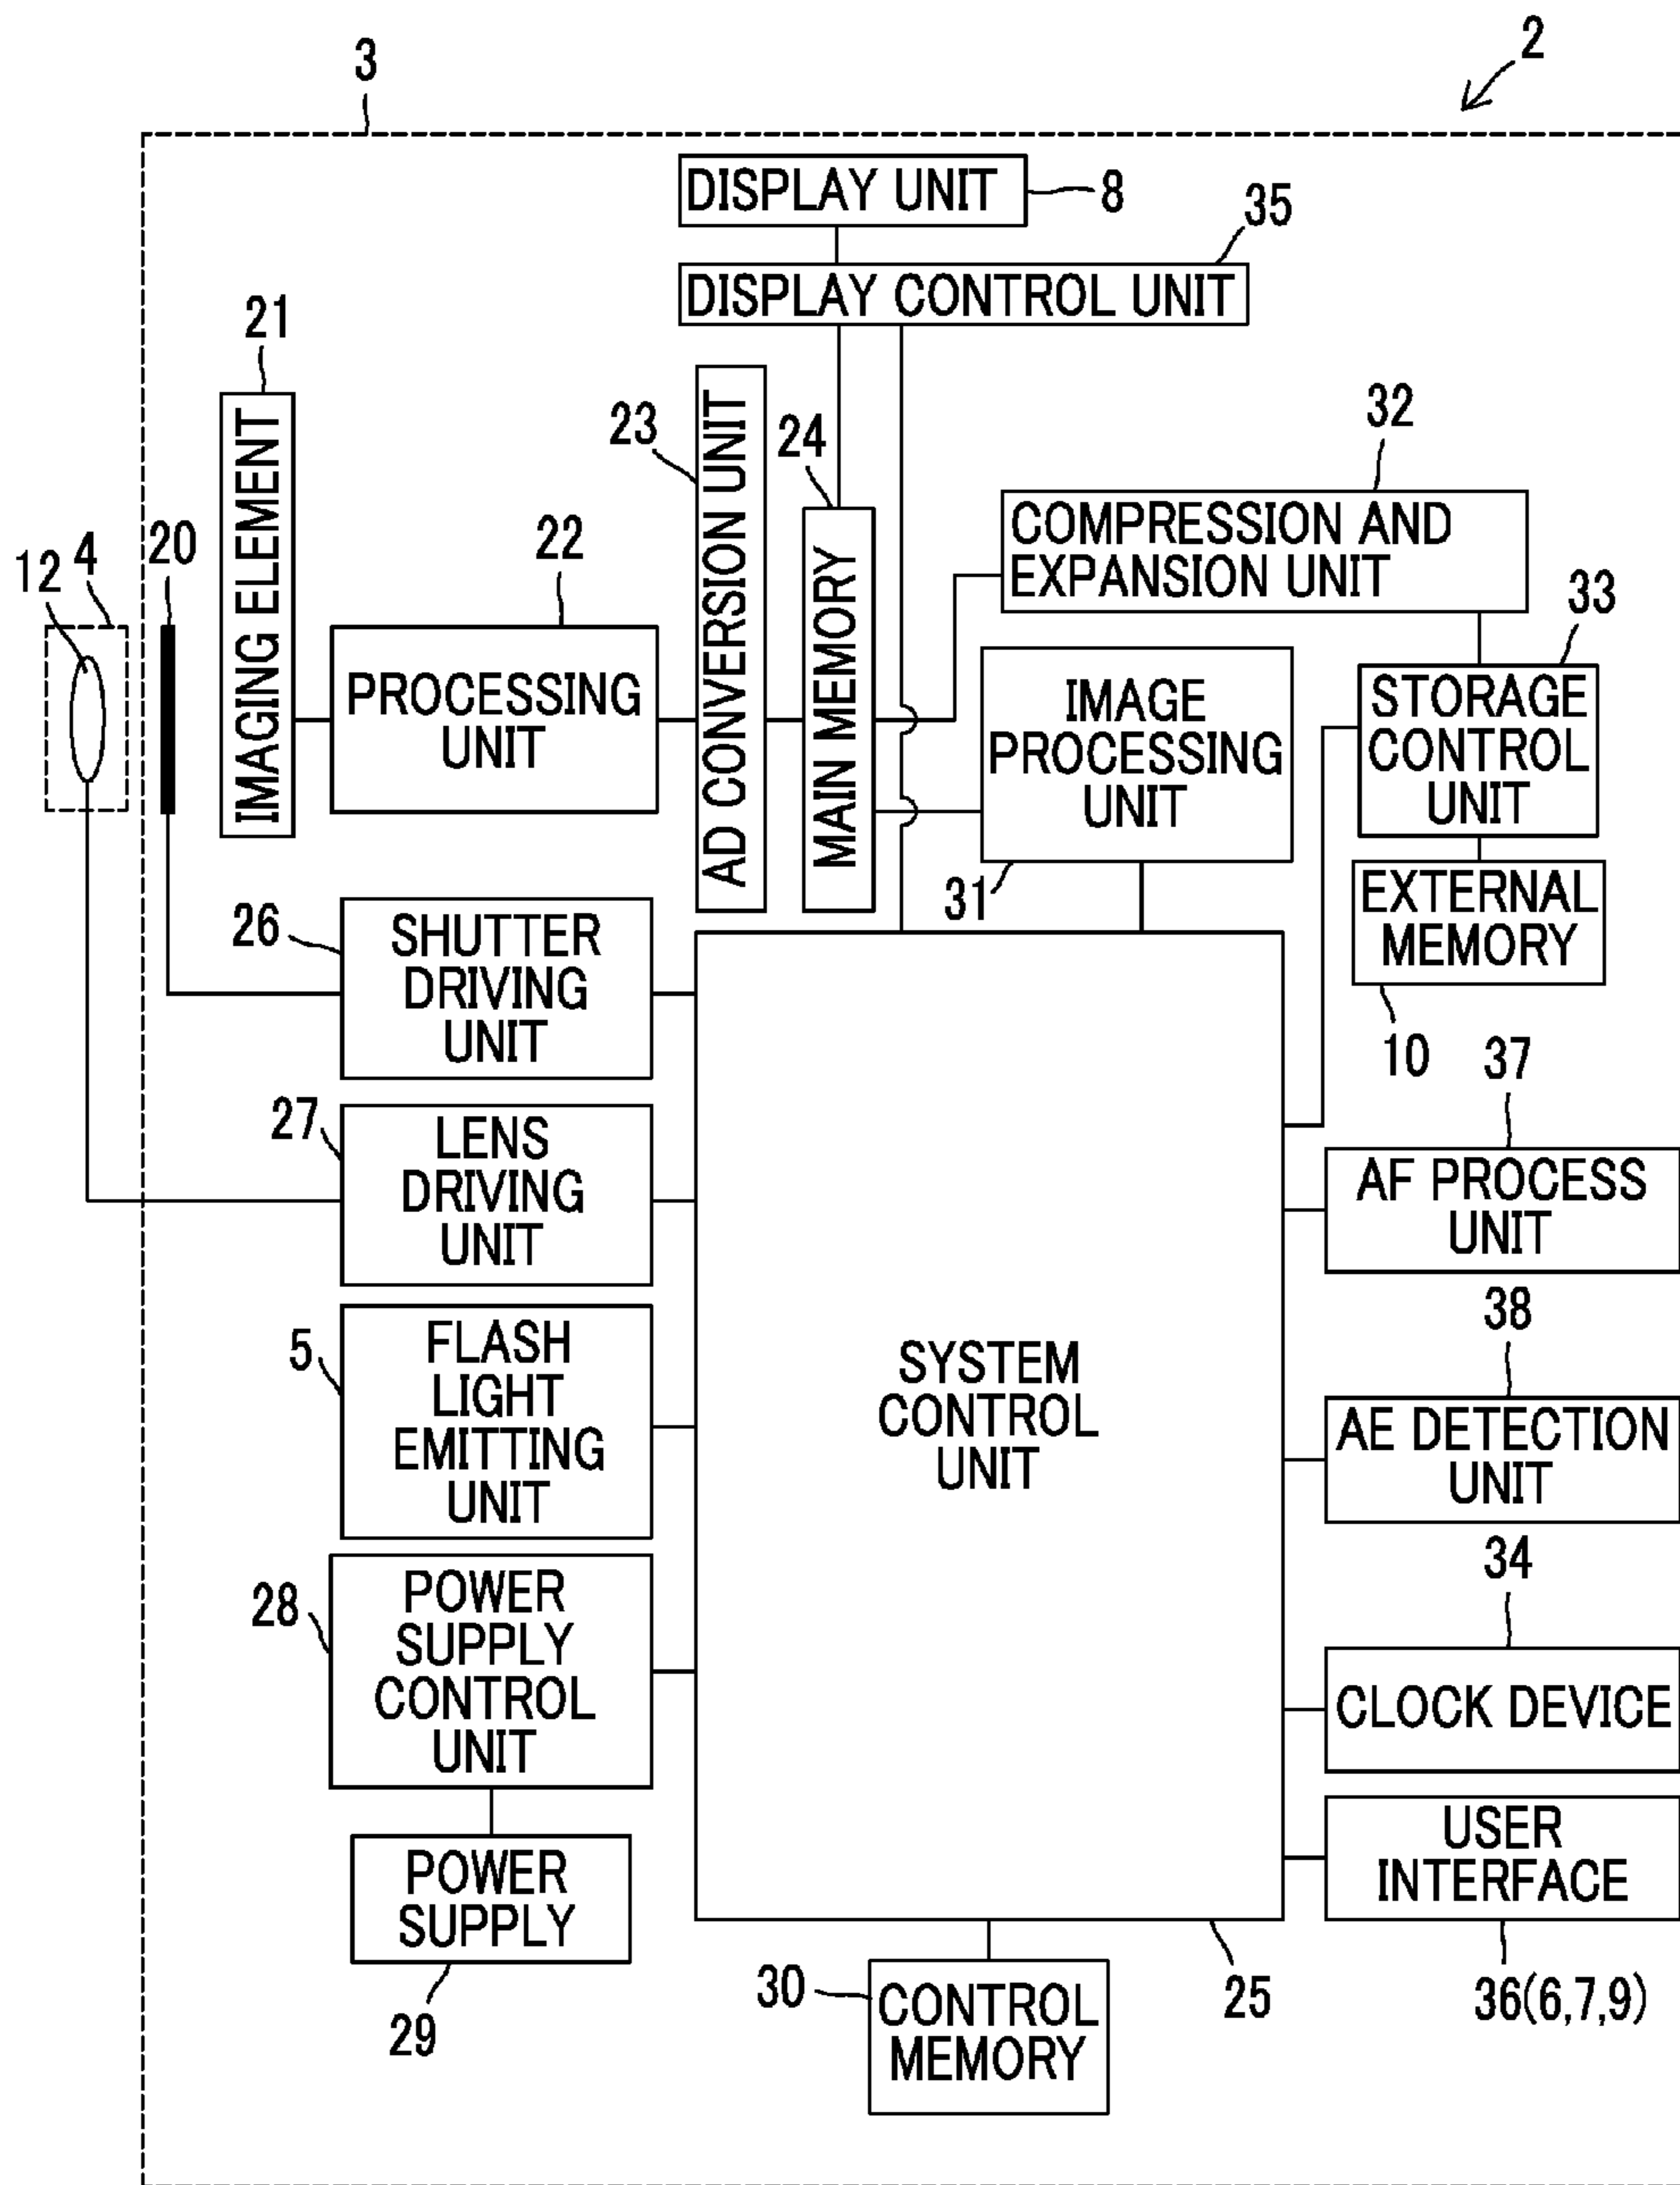 2
3
DISPLAY UNIT
8
35
DISPLAY CONTROL UNIT
21
IMAGING ELEMENT
23
AD CONVERSION UNIT
24
MAIN MEMORY
32
COMPRESSION AND
EXPANSION UNIT
12
4
20
22
PROCESSING
UNIT
33
STORAGE
CONTROL
UNIT
IMAGE
PROCESSING
UNIT
31
EXTERNAL
MEMORY
10
26
SHUTTER
DRIVING
UNIT
27
LENS
DRIVING
UNIT
37
AF PROCESS
UNIT
5
FLASH
LIGHT
EMITTING
UNIT
SYSTEM
CONTROL
UNIT
38
AE DETECTION
UNIT
28
POWER
SUPPLY
CONTROL
UNIT
34
CLOCK DEVICE
POWER
SUPPLY
29
USER
INTERFACE
36(6,7,9)
30
CONTROL
MEMORY
25